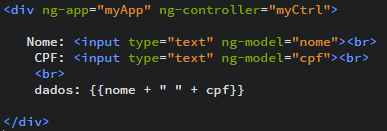 <div ng-app="myApp" ng-controller="myCtrl">
Nome: <input type="text" ng-model="nome"><br>
CPF: <input type="text" ng-model="cpf"><br>
<br>
dados: {{nome + " " + cpf}}
</div>